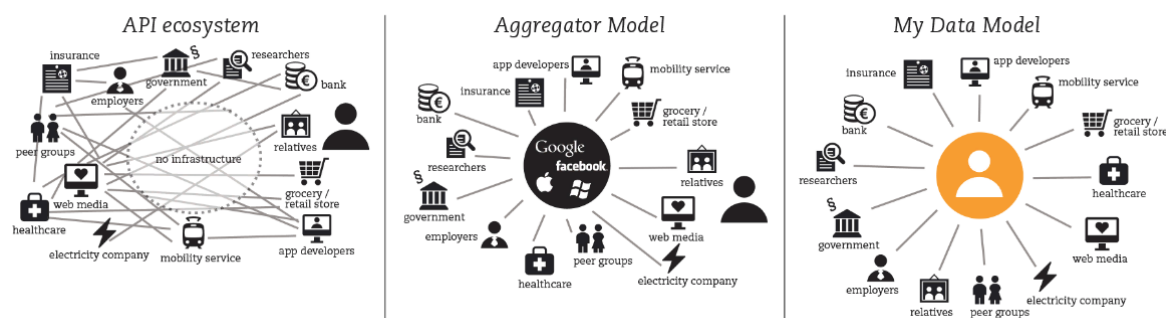 API ecosystem
insurance
§
researchers
government
employers
bank
peer groups
no infrastructure
relatives
web media
grocery /
retail store
healthcare
electricity company
mobility service
app developers
Aggregator Model
app developers
mobility service
insurance
bank
grocery /
retail store
Google
facebook
researchers
relatives
§
government
employers
web media
peer groups
electricity company
healthcare
My Data Model
app developers
insurance
mobility service
bank
grocery /
retail store
researchers
healthcare
§
government
web media
employers
relatives
peer groups
electricity company